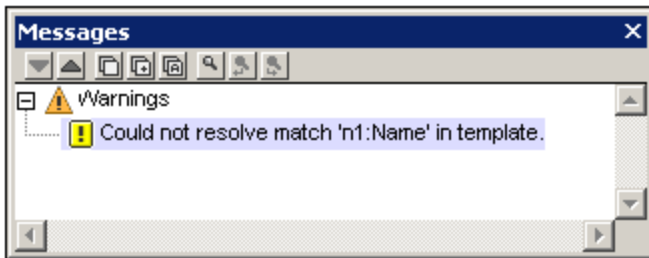 Messages
Warnings
Could not resolve match 'n1:Name' in template.